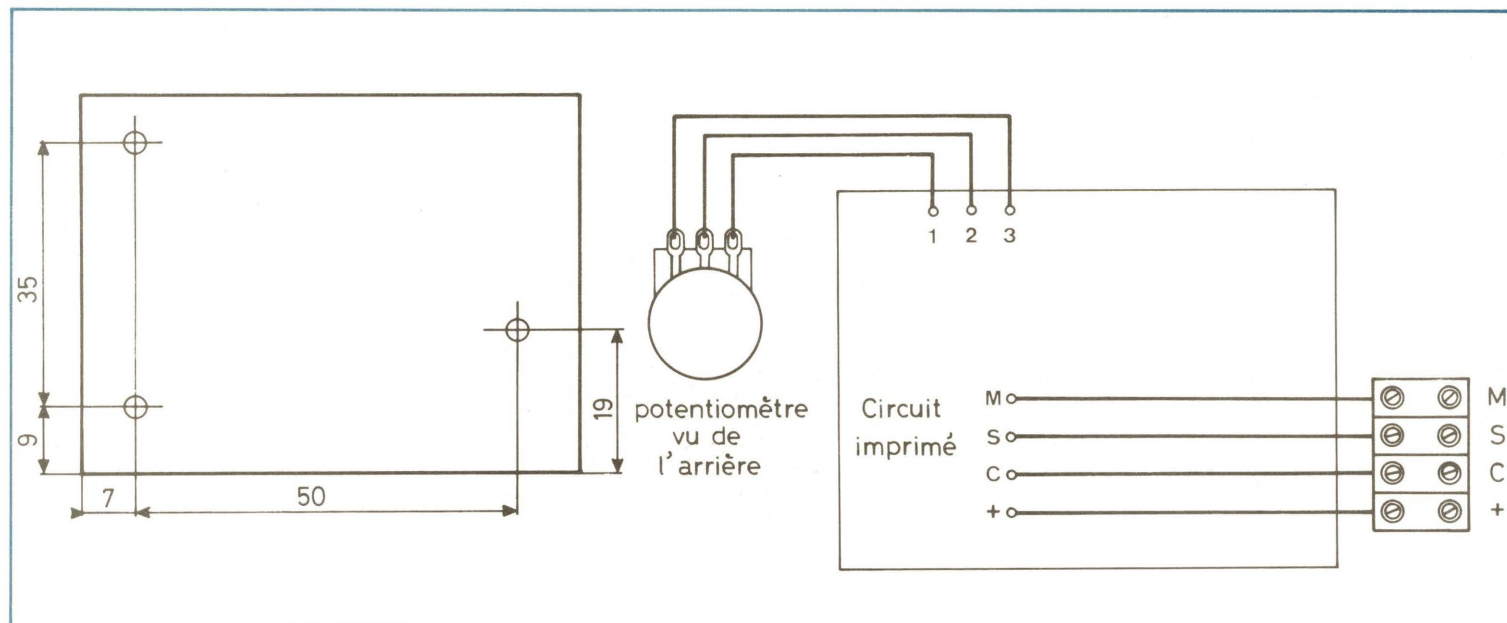 35
9
7
50
19
potentiomètre
vu de
l'arrière
1 2 3
Circuit
imprimé
M
S
C
+
M
S
C
+